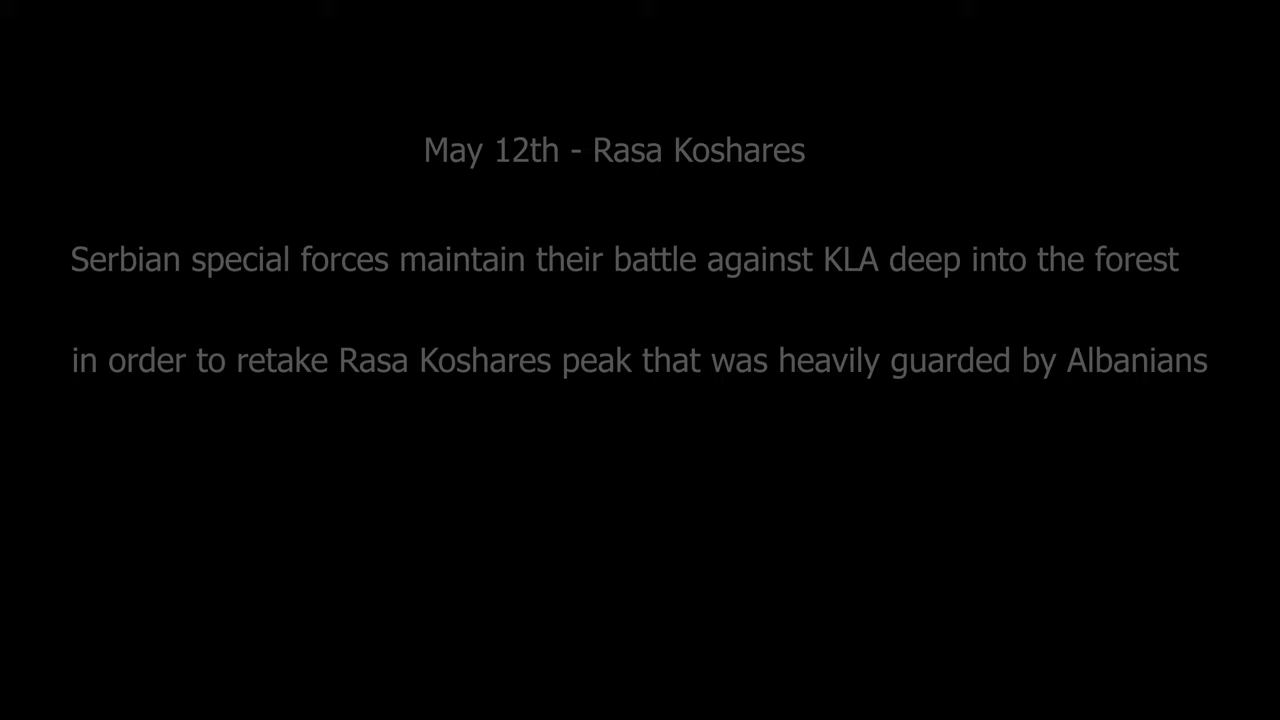 May 12th - Rasa Koshares
Serbian special forces maintain their battle against KLA deep into the forest
in order to retake Rasa Koshares peak that was heavily guarded by Albanians